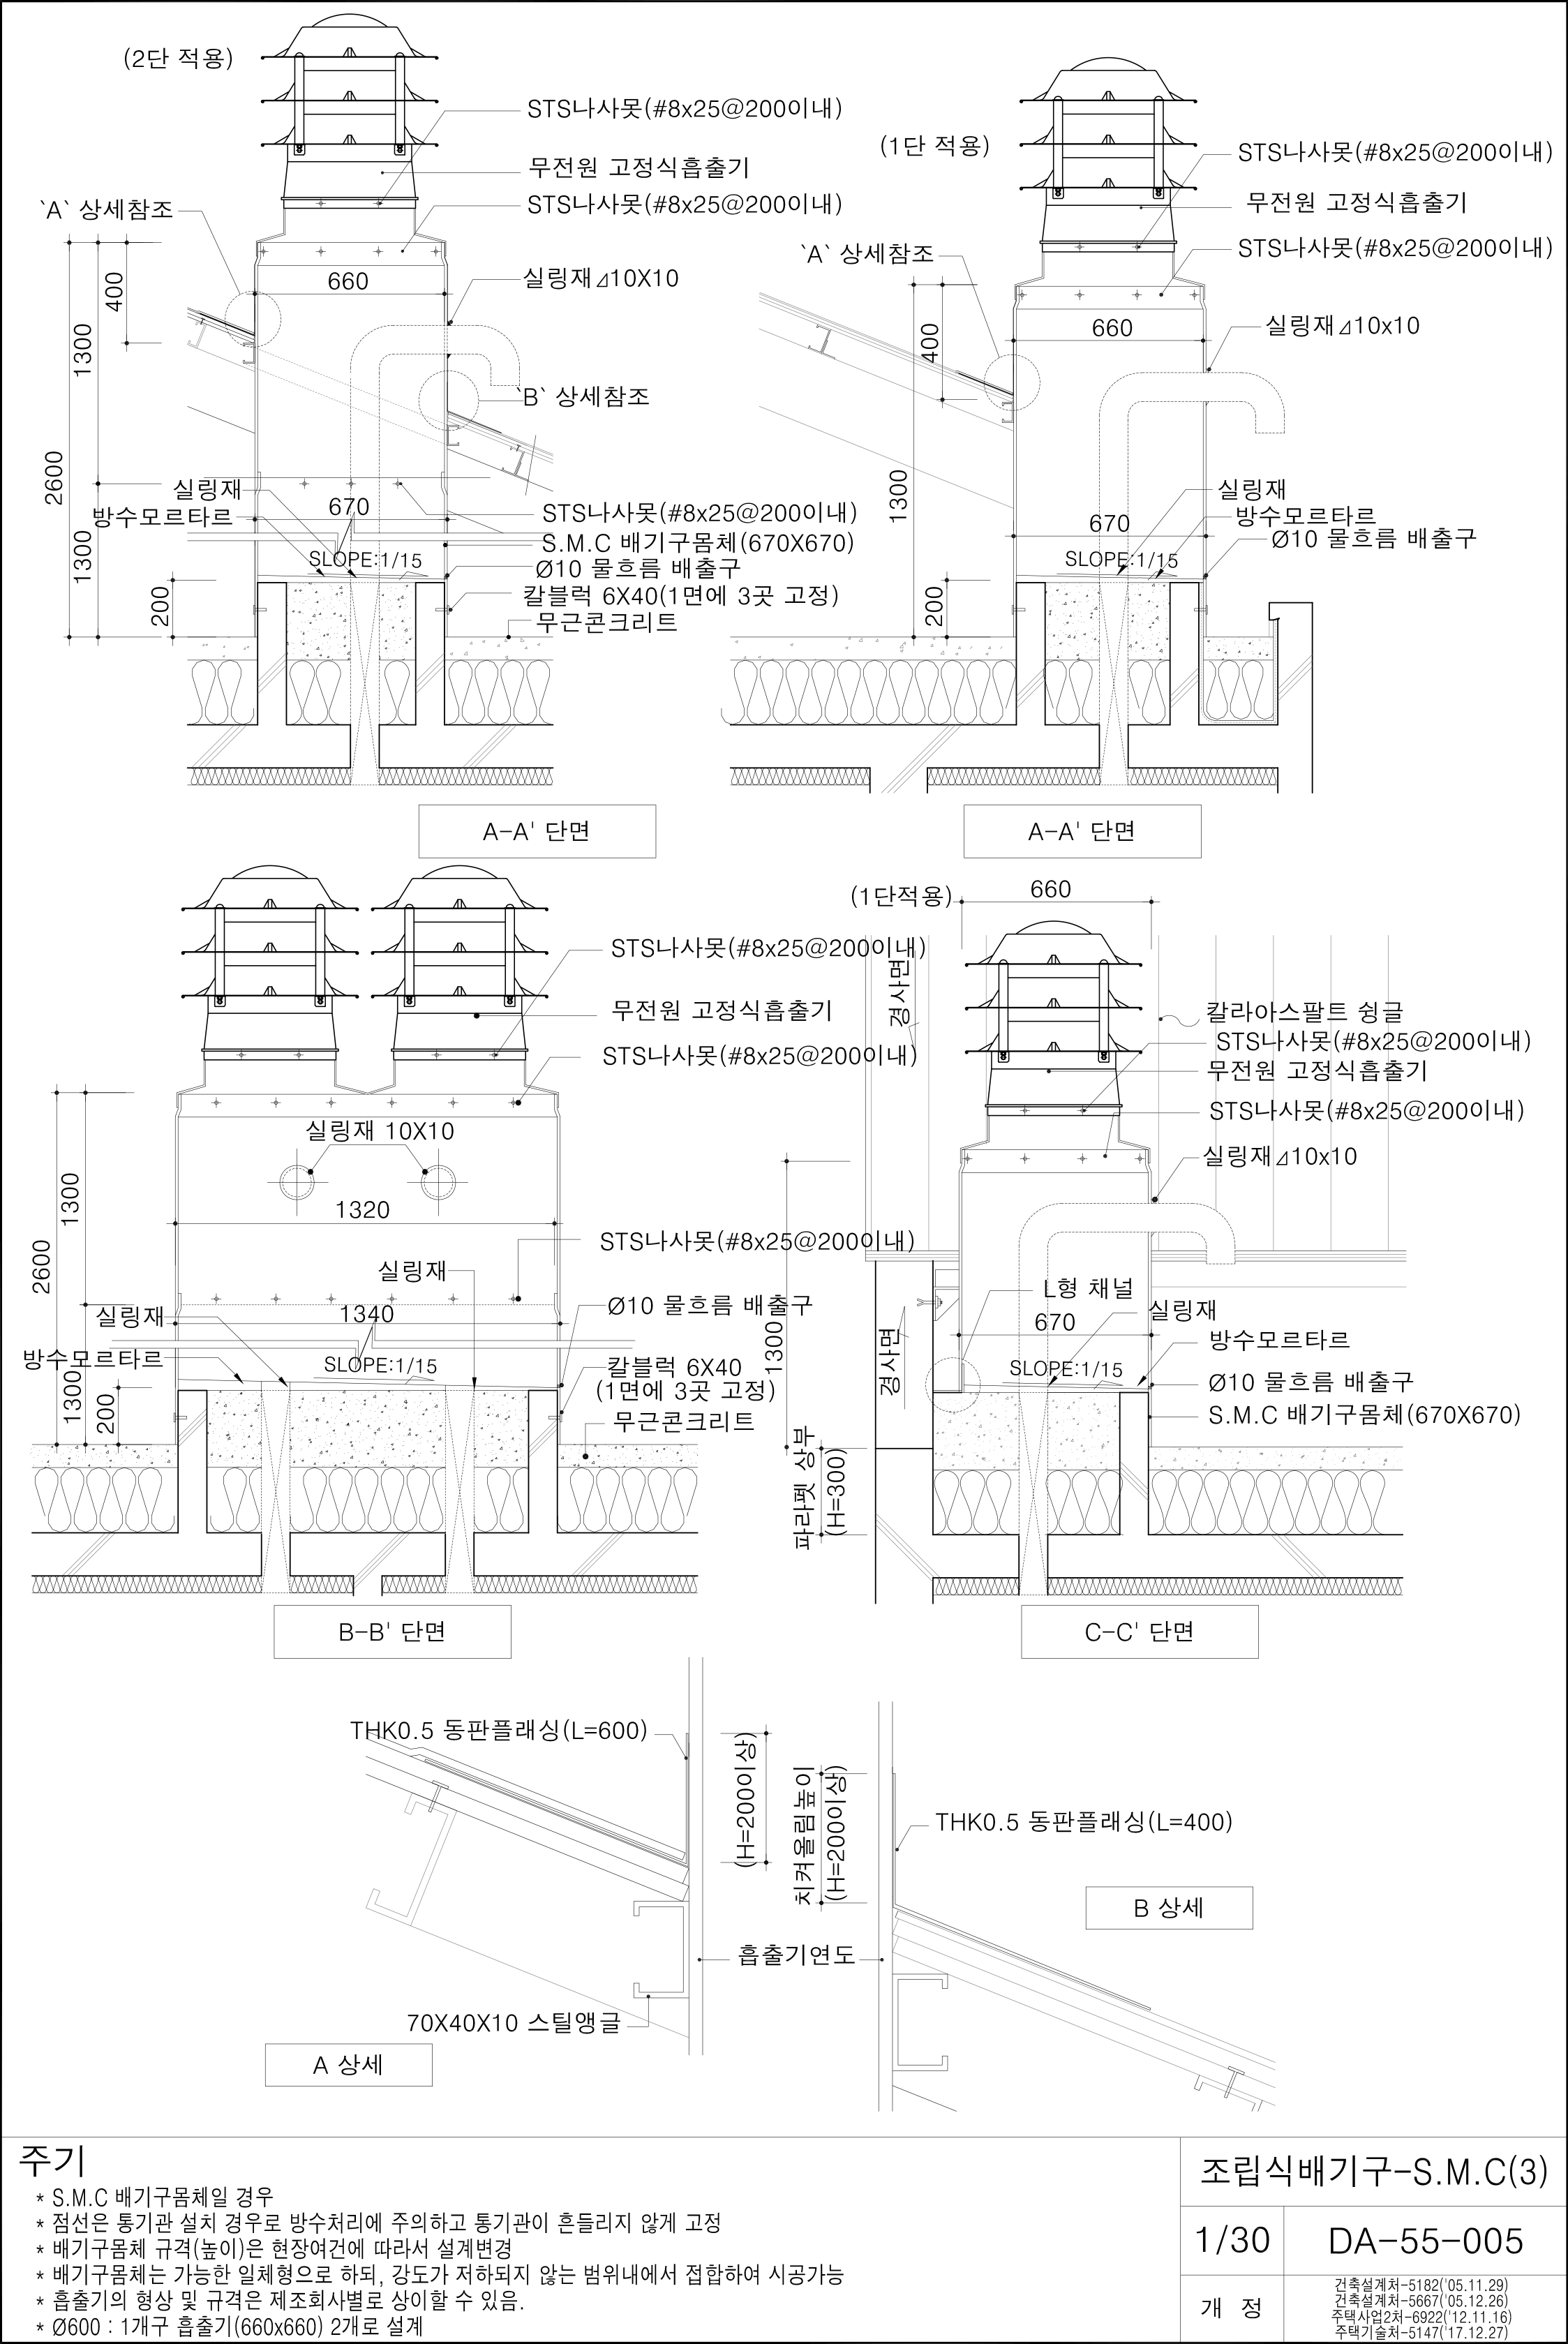 (2단 적용)
STS나사못(#8x25@200이내)
무전원 고정식흡출기
STS나사못(#8x25@200이내)
`A` 상세참조
400
660
실링재⊿10X10
1300
`B` 상세참조
2600
실링재
방수모르타르
670
STS나사못(#8x25@200이내)
S.M.C 배기구몸체(670X670)
SLOPE:1/15
Ø10 물흐름 배출구
1300
200
칼블럭 6X40(1면에 3곳 고정)
무근콘크리트
A-A' 단면
(1단 적용)
STS나사못(#8x25@200이내)
무전원 고정식흡출기
STS나사못(#8x25@200이내)
`A` 상세참조
400
660
실링재⊿10x10
1300
실링재
방수모르타르
670
Ø10 물흐름 배출구
SLOPE:1/15
200
A-A' 단면
STS나사못(#8x25@200이내)
무전원 고정식흡출기
STS나사못(#8x25@200이내)
실링재 10X10
1300
1320
2600
STS나사못(#8x25@200이내)
실링재
실링재
1340
Ø10 물흐름 배출구
방수모르타르
SLOPE:1/15
칼블럭 6X40
(1면에 3곳 고정)
1300
200
무근콘크리트
B-B' 단면
(1단적용)
660
경사면
칼라아스팔트 슁글
STS나사못(#8x25@200이내)
무전원 고정식흡출기
STS나사못(#8x25@200이내)
실링재⊿10x10
L형 채널
실링재
1300
670
방수모르타르
경사면
SLOPE:1/15
Ø10 물흐름 배출구
S.M.C 배기구몸체(670X670)
파라펫 상부
(H=300)
C-C' 단면
THK0.5 동판플래싱(L=600)
(H=200이상)
치켜올림높이
(H=200이상)
THK0.5 동판플래싱(L=400)
B 상세
흡출기연도
70X40X10 스틸앵글
A 상세
주기
* S.M.C 배기구몸체일 경우
* 점선은 통기관 설치 경우로 방수처리에 주의하고 통기관이 흔들리지 않게 고정
* 배기구몸체 규격(높이)은 현장여건에 따라서 설계변경
* 배기구몸체는 가능한 일체형으로 하되, 강도가 저하되지 않는 범위내에서 접합하여 시공가능
* 흡출기의 형상 및 규격은 제조회사별로 상이할 수 있음.
* Ø600 : 1개구 흡출기(660x660) 2개로 설계
조립식배기구-S.M.C(3)
1/30
DA-55-005
개 정
건축설계처-5182('05.11.29)
건축설계처-5667('05.12.26)
주택사업2처-6922('12.11.16)
주택기술처-5147('17.12.27)